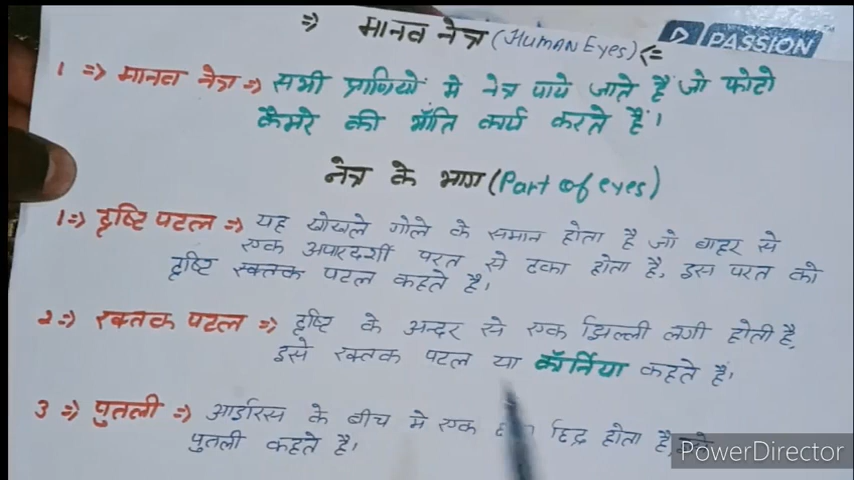 ⇒ मानव नेत्र (Human Eyes) ⇐
PASSION
1 ⇒ मानव नेत्र ⇒ सभी प्राणियों मे नेत्र पाये जाते हैं जो फोटो
कैमरे की भाँति कार्य करते हैं।
नेत्र के भाग (Part of eyes)
1⇒ दृष्टि पटल ⇒ यह खोखले गोले के समान होता है जो बाहर से
एक अपारदर्शी परत से ढका होता है, इस परत को
दृष्टि स्क्तक पटल कहते है।
2⇒ रक्तक पटल ⇒ दृष्टि के अन्दर से एक झिल्ली लगी होती है,
इसे रक्तक पटल या कॉर्निया कहते है।
3 ⇒ पुतली ⇒ आईरिस के बीच मे एक छिद्र होता है,
पुतली कहते है।
PowerDirector